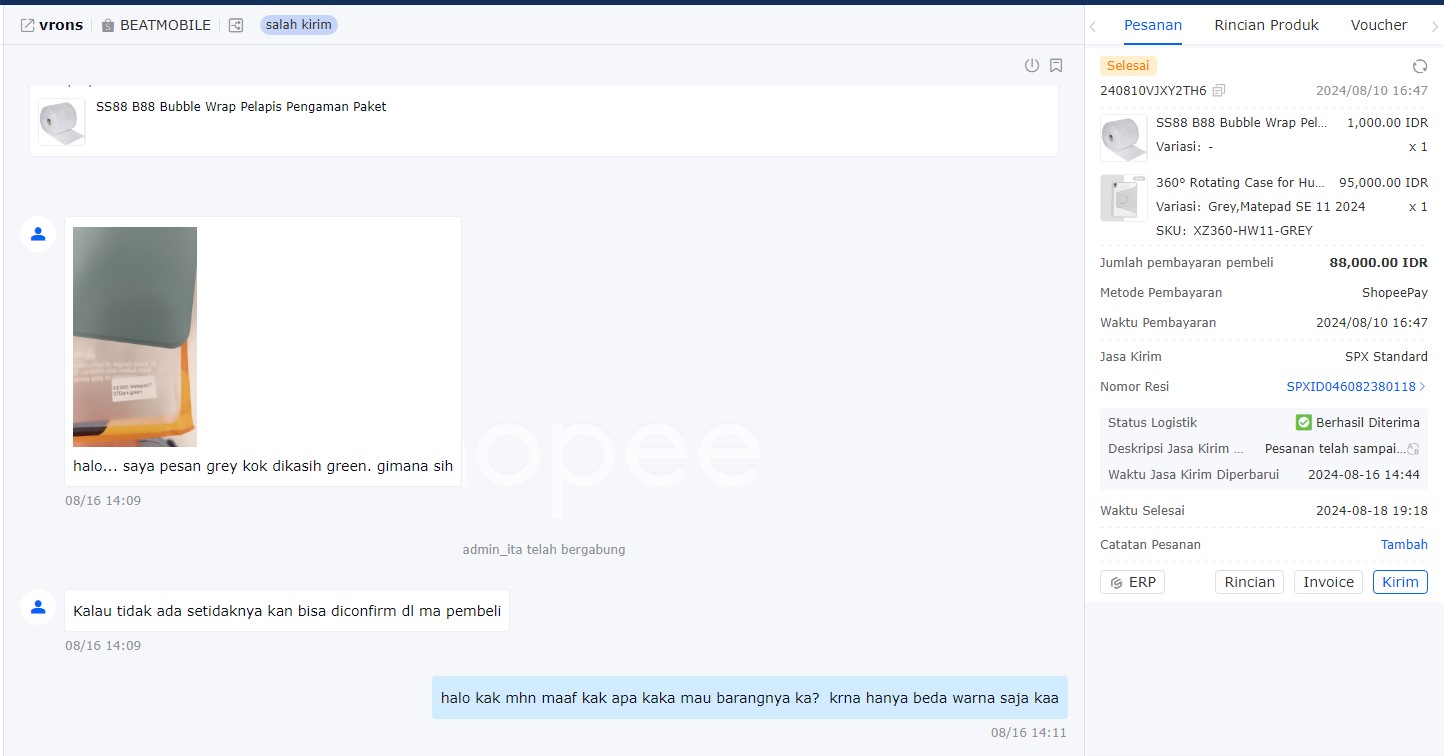 vrons
BEATMOBILE
salah kirim
SS88 B88 Bubble Wrap Pelapis Pengaman Paket
halo... saya pesan grey kok dikasih green. gimana sih
08/16 14:09
admin_ita telah bergabung
Kalau tidak ada setidaknya kan bisa diconfirm dl ma pembeli
08/16 14:09
halo kak mhn maaf kak apa kaka mau barangnya ka?  krna hanya beda warna saja kaa
08/16 14:11
Pesanan
Rincian Produk
Voucher
Selesai
240810VJXY2TH6 2024/08/10 16:47
SS88 B88 Bubble Wrap Pel... 1,000.00 IDR
Variasi: - x 1
360° Rotating Case for Hu... 95,000.00 IDR
Variasi: Grey,Matepad SE 11 2024 x 1
SKU: XZ360-HW11-GREY
Jumlah pembayaran pembeli 88,000.00 IDR
Metode Pembayaran ShopeePay
Waktu Pembayaran 2024/08/10 16:47
Jasa Kirim SPX Standard
Nomor Resi SPXID046082380118
Status Logistik Berhasil Diterima
Deskripsi Jasa Kirim ... Pesanan telah sampai...
Waktu Jasa Kirim Diperbarui 2024-08-16 14:44
Waktu Selesai 2024-08-18 19:18
Catatan Pesanan Tambah
ERP Rincian Invoice Kirim